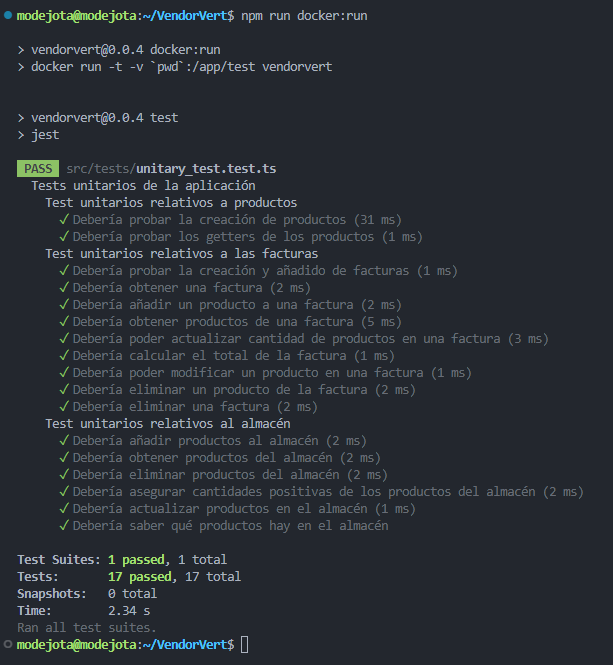 modejota@modejota:~/VendorVert$ npm run docker:run
> vendorvert@0.0.4 docker:run
> docker run -t -v `pwd`:/app/test vendorvert
> vendorvert@0.0.4 test
> jest
PASS src/tests/unitary_test.test.ts
Tests unitarios de la aplicación
Test unitarios relativos a productos
✓ Debería probar la creación de productos (31 ms)
✓ Debería probar los getters de los productos (1 ms)
Test unitarios relativos a las facturas
✓ Debería probar la creación y añadido de facturas (1 ms)
✓ Debería obtener una factura (2 ms)
✓ Debería añadir un producto a una factura (2 ms)
✓ Debería obtener productos de una factura (5 ms)
✓ Debería poder actualizar cantidad de productos en una factura (3 ms)
✓ Debería calcular el total de la factura (1 ms)
✓ Debería poder modificar un producto en una factura (1 ms)
✓ Debería eliminar un producto de la factura (2 ms)
✓ Debería eliminar una factura (2 ms)
Test unitarios relativos al almacén
✓ Debería añadir productos al almacén (2 ms)
✓ Debería obtener productos del almacén (2 ms)
✓ Debería eliminar productos del almacén (2 ms)
✓ Debería asegurar cantidades positivas de los productos del almacén (2 ms)
✓ Debería actualizar productos en el almacén (1 ms)
✓ Debería saber qué productos hay en el almacén
Test Suites: 1 passed, 1 total
Tests: 17 passed, 17 total
Snapshots: 0 total
Time: 2.34 s
Ran all test suites.
modejota@modejota:~/VendorVert$